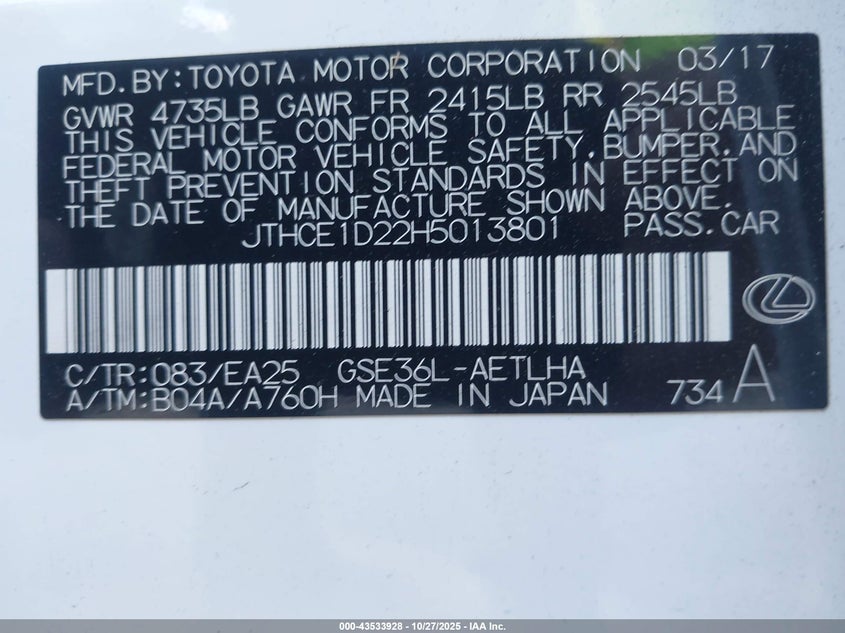 MFD.BY:TOYOTA MOTOR CORPORATION 03/17
GVWR 4735LB GAWR FR 2415LB RR 2545LB
THIS VEHICLE CONFORMS TO ALL APPLICABLE
FEDERAL MOTOR VEHICLE SAFETY,BUMPER,AND
THEFT PREVENTION STANDARDS IN EFFECT ON
THE DATE OF MANUFACTURE SHOWN ABOVE.
JTHCE1D22H5013801 PASS.CAR
C/TR:083/EA25 GSE36L-AETLHA
A/TM:B04A/A760H MADE IN JAPAN 734 A
000-43533928 - 10/27/2025 - IAA Inc.